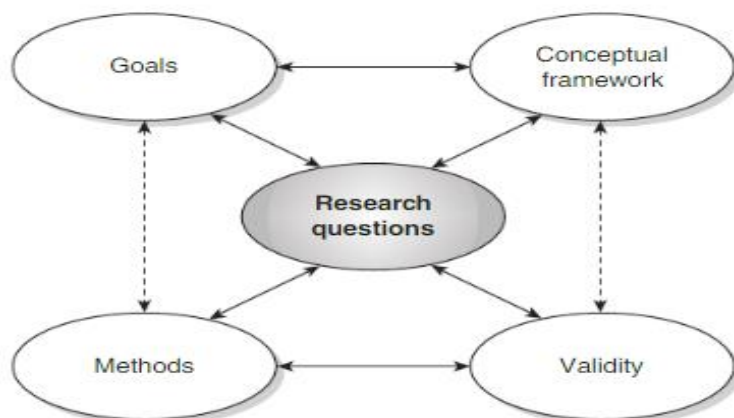 Goals
Conceptual
framework
Research
questions
Methods
Validity